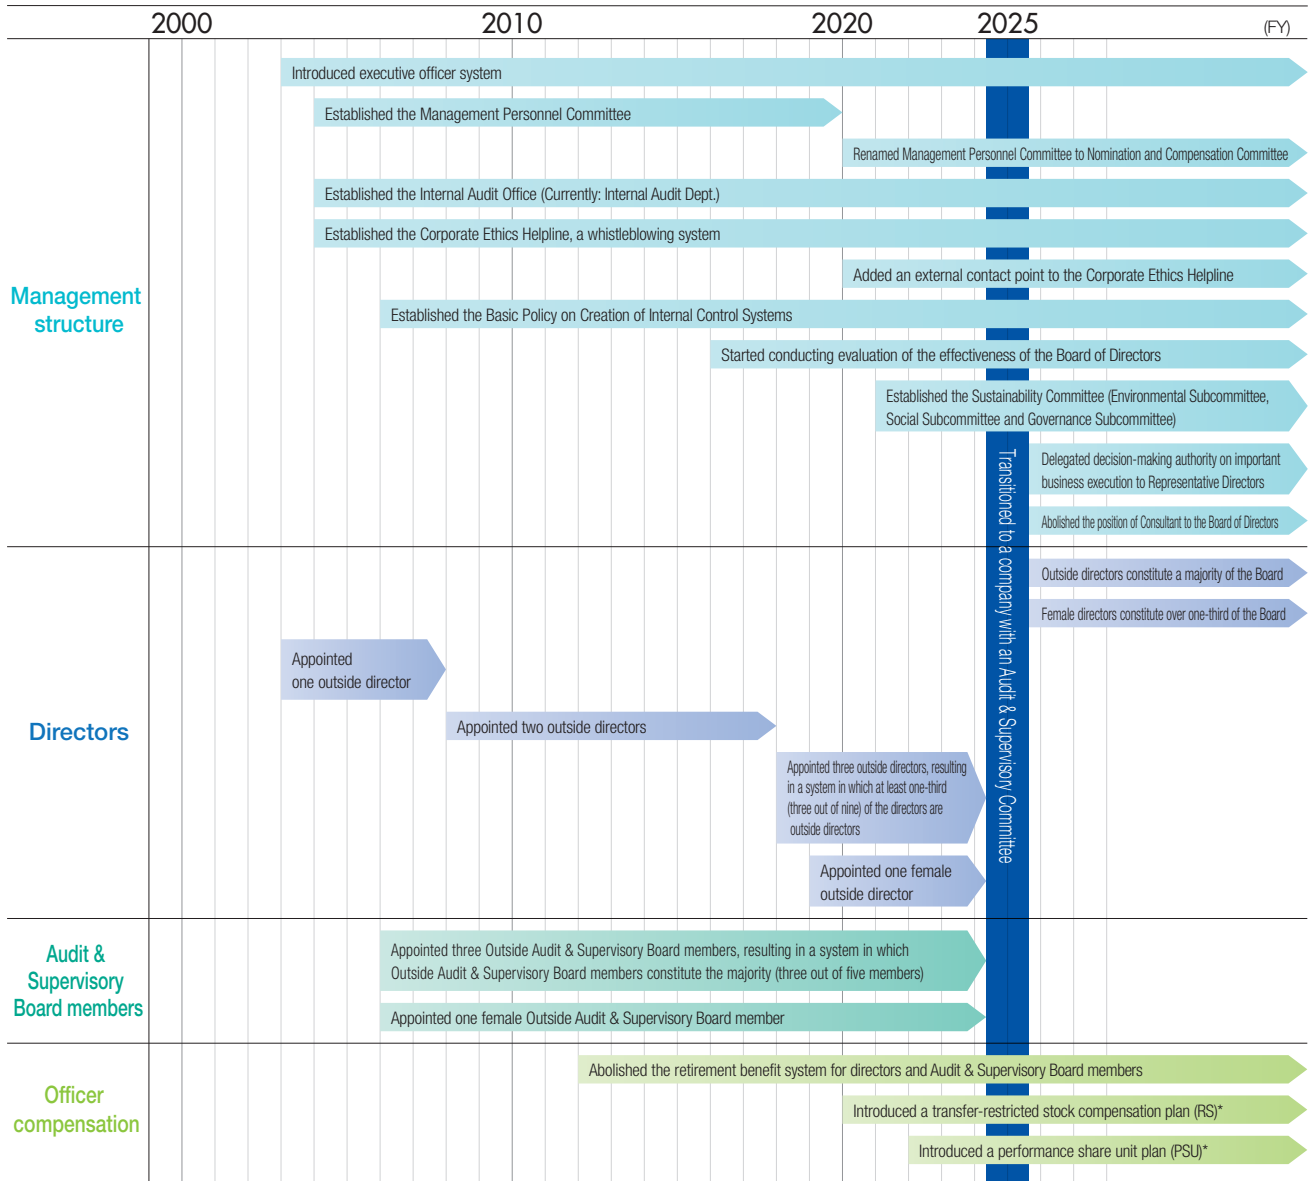 2000 2010 2020 2025 (FY)
Management
structure
Introduced executive officer system
Established the Management Personnel Committee
Renamed Management Personnel Committee to Nomination and Compensation Committee
Established the Internal Audit Office (Currently: Internal Audit Dept.)
Established the Corporate Ethics Helpline, a whistleblowing system
Added an external contact point to the Corporate Ethics Helpline
Established the Basic Policy on Creation of Internal Control Systems
Started conducting evaluation of the effectiveness of the Board of Directors
Established the Sustainability Committee (Environmental Subcommittee,
Social Subcommittee and Governance Subcommittee)
Delegated decision-making authority on important
business execution to Representative Directors
Abolished the position of Consultant to the Board of Directors
Transitioned to a company with an Audit & Supervisory Committee
Directors
Outside directors constitute a majority of the Board
Female directors constitute over one-third of the Board
Appointed
one outside director
Appointed two outside directors
Appointed three outside directors, resulting
in a system in which at least one-third
(three out of nine) of the directors are
outside directors
Appointed one female
outside director
Audit &
Supervisory
Board members
Appointed three Outside Audit & Supervisory Board members, resulting in a system in which
Outside Audit & Supervisory Board members constitute the majority (three out of five members)
Appointed one female Outside Audit & Supervisory Board member
Officer
compensation
Abolished the retirement benefit system for directors and Audit & Supervisory Board members
Introduced a transfer-restricted stock compensation plan (RS)*
Introduced a performance share unit plan (PSU)*